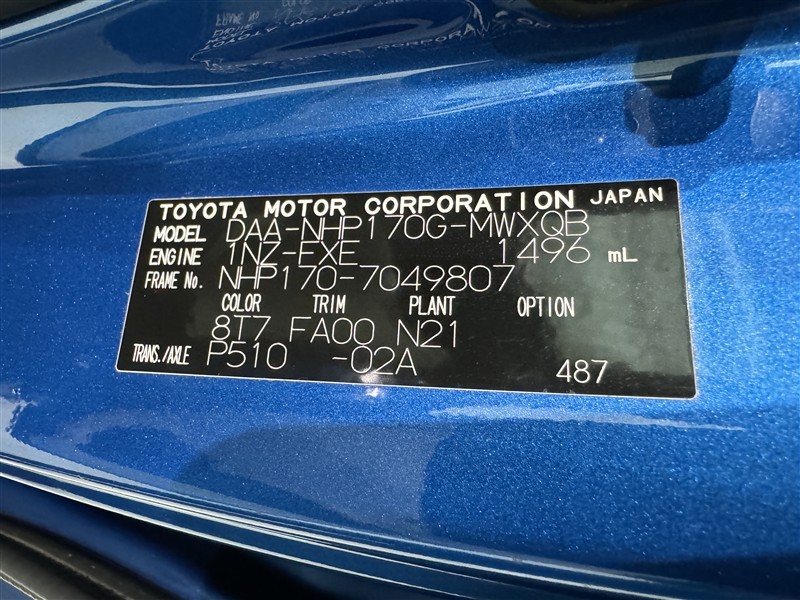 TOYOTA MOTOR CORPORATION JAPAN
MODEL DAA-NHP170G-MWXQB
ENGINE 1NZ-FXE 1496 mL
FRAME No. NHP170-7049807
COLOR TRIM PLANT OPTION
8T7 FA00 N21
TRANS./AXLE P510 -02A 487